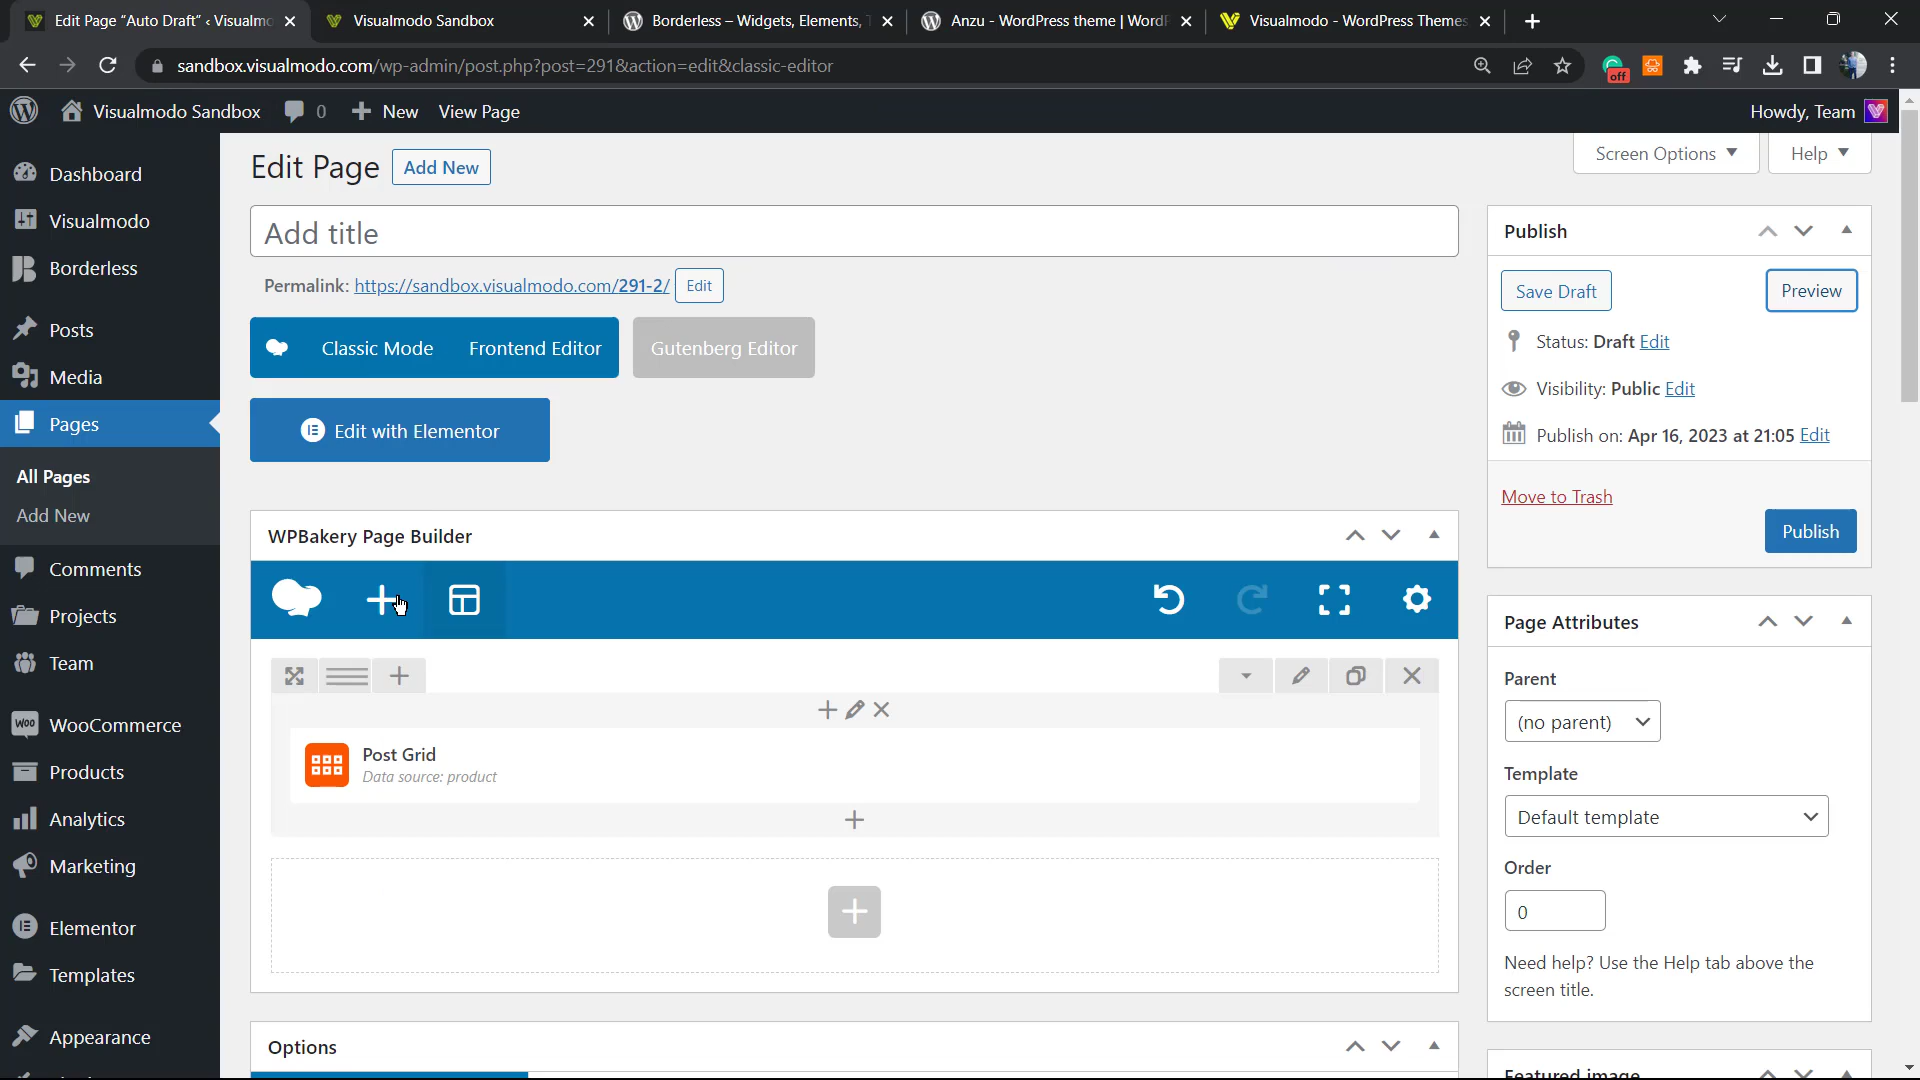 Edit Page "Auto Draft" ‹ Visualmo
Visualmodo Sandbox
Borderless – Widgets, Elements, T
Anzu - WordPress theme | WordP
Visualmodo - WordPress Themes
sandbox.visualmodo.com/wp-admin/post.php?post=291&action=edit&classic-editor
off
Visualmodo Sandbox
0
New
View Page
Howdy, Team
Dashboard
Visualmodo
Borderless
Posts
Media
Pages
All Pages
Add New
Comments
Projects
Team
WooCommerce
Products
Analytics
Marketing
Elementor
Templates
Appearance
Edit Page
Add New
Screen Options
Help
Add title
Permalink: https://sandbox.visualmodo.com/291-2/
Edit
Classic Mode
Frontend Editor
Gutenberg Editor
Edit with Elementor
WPBakery Page Builder
Post Grid
Data source: product
Options
Publish
Save Draft
Preview
Status: Draft Edit
Visibility: Public Edit
Publish on: Apr 16, 2023 at 21:05 Edit
Move to Trash
Publish
Page Attributes
Parent
(no parent)
Template
Default template
Order
0
Need help? Use the Help tab above the
screen title.
Featured image